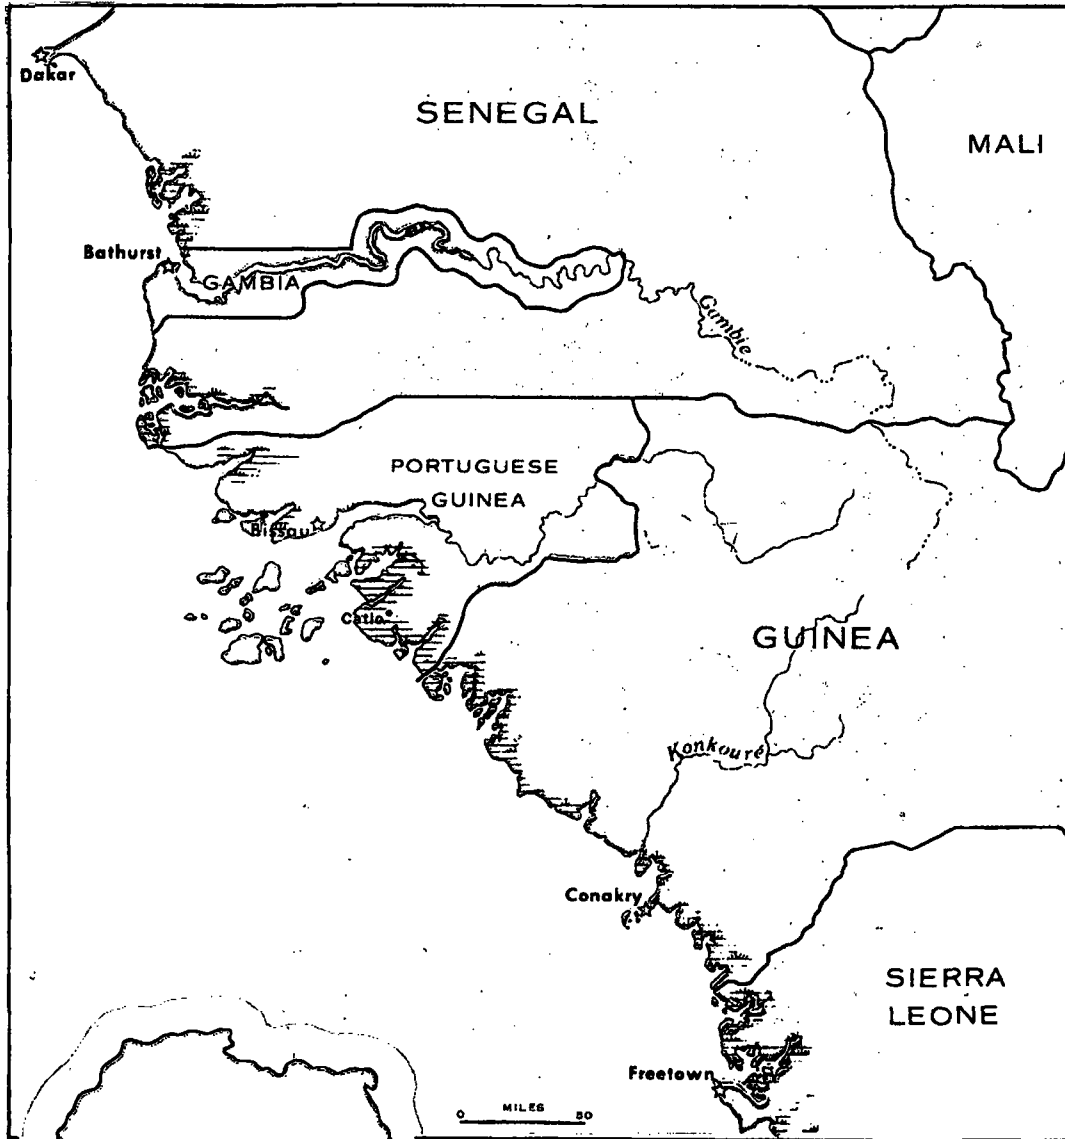 Dakar
SENEGAL
MALI
Bathurst
GAMBIA
Gambie
PORTUGUESE
GUINEA
Bissau
Catio
GUINEA
Konkouré
Conakry
SIERRA
LEONE
Freetown
0 MILES 50